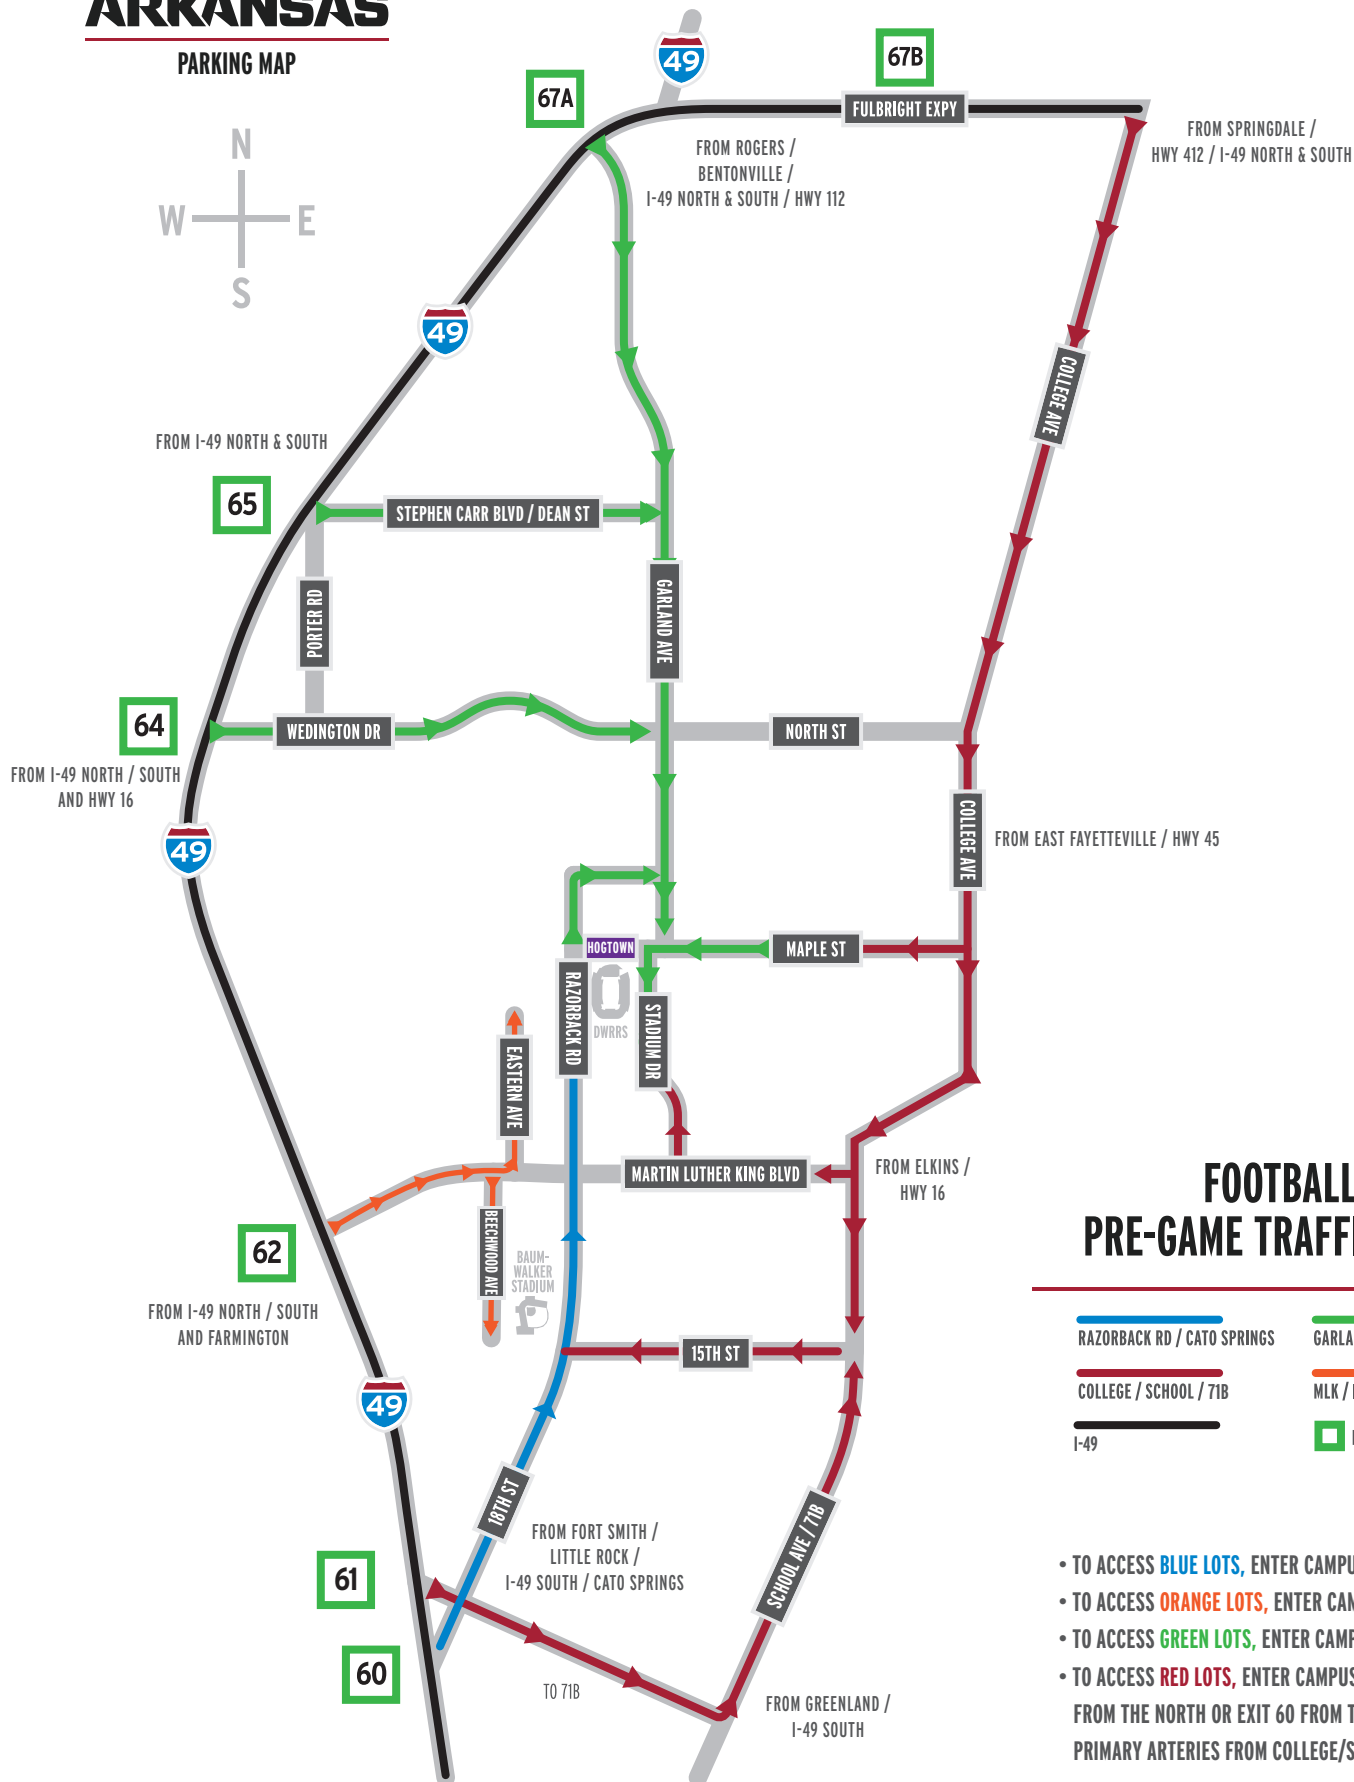 ARKANSAS
PARKING MAP
N
W E
S
49
67A
67B
FULBRIGHT EXPY
FROM SPRINGDALE /
HWY 412 / I-49 NORTH & SOUTH
FROM ROGERS /
BENTONVILLE /
I-49 NORTH & SOUTH / HWY 112
49
COLLEGE AVE
FROM I-49 NORTH & SOUTH
65
STEPHEN CARR BLVD / DEAN ST
PORTER RD
GARLAND AVE
64
WEDINGTON DR
NORTH ST
FROM I-49 NORTH / SOUTH
AND HWY 16
49
COLLEGE AVE
FROM EAST FAYETTEVILLE / HWY 45
HOGTOWN
MAPLE ST
RAZORBACK RD
DWRRS
STADIUM DR
EASTERN AVE
MARTIN LUTHER KING BLVD
FROM ELKINS /
HWY 16
62
BEECHWOOD AVE
BAUM-
WALKER
STADIUM
FROM I-49 NORTH / SOUTH
AND FARMINGTON
15TH ST
49
18TH ST
FROM FORT SMITH /
LITTLE ROCK /
I-49 SOUTH / CATO SPRINGS
SCHOOL AVE / 71B
61
60
TO 71B
FROM GREENLAND /
I-49 SOUTH
FOOTBALL
PRE-GAME TRAFF
RAZORBACK RD / CATO SPRINGS
GARLA
COLLEGE / SCHOOL / 71B
MLK /
I-49
• TO ACCESS BLUE LOTS, ENTER CAMPU
• TO ACCESS ORANGE LOTS, ENTER CAM
• TO ACCESS GREEN LOTS, ENTER CAMP
• TO ACCESS RED LOTS, ENTER CAMPUS
FROM THE NORTH OR EXIT 60 FROM T
PRIMARY ARTERIES FROM COLLEGE/S